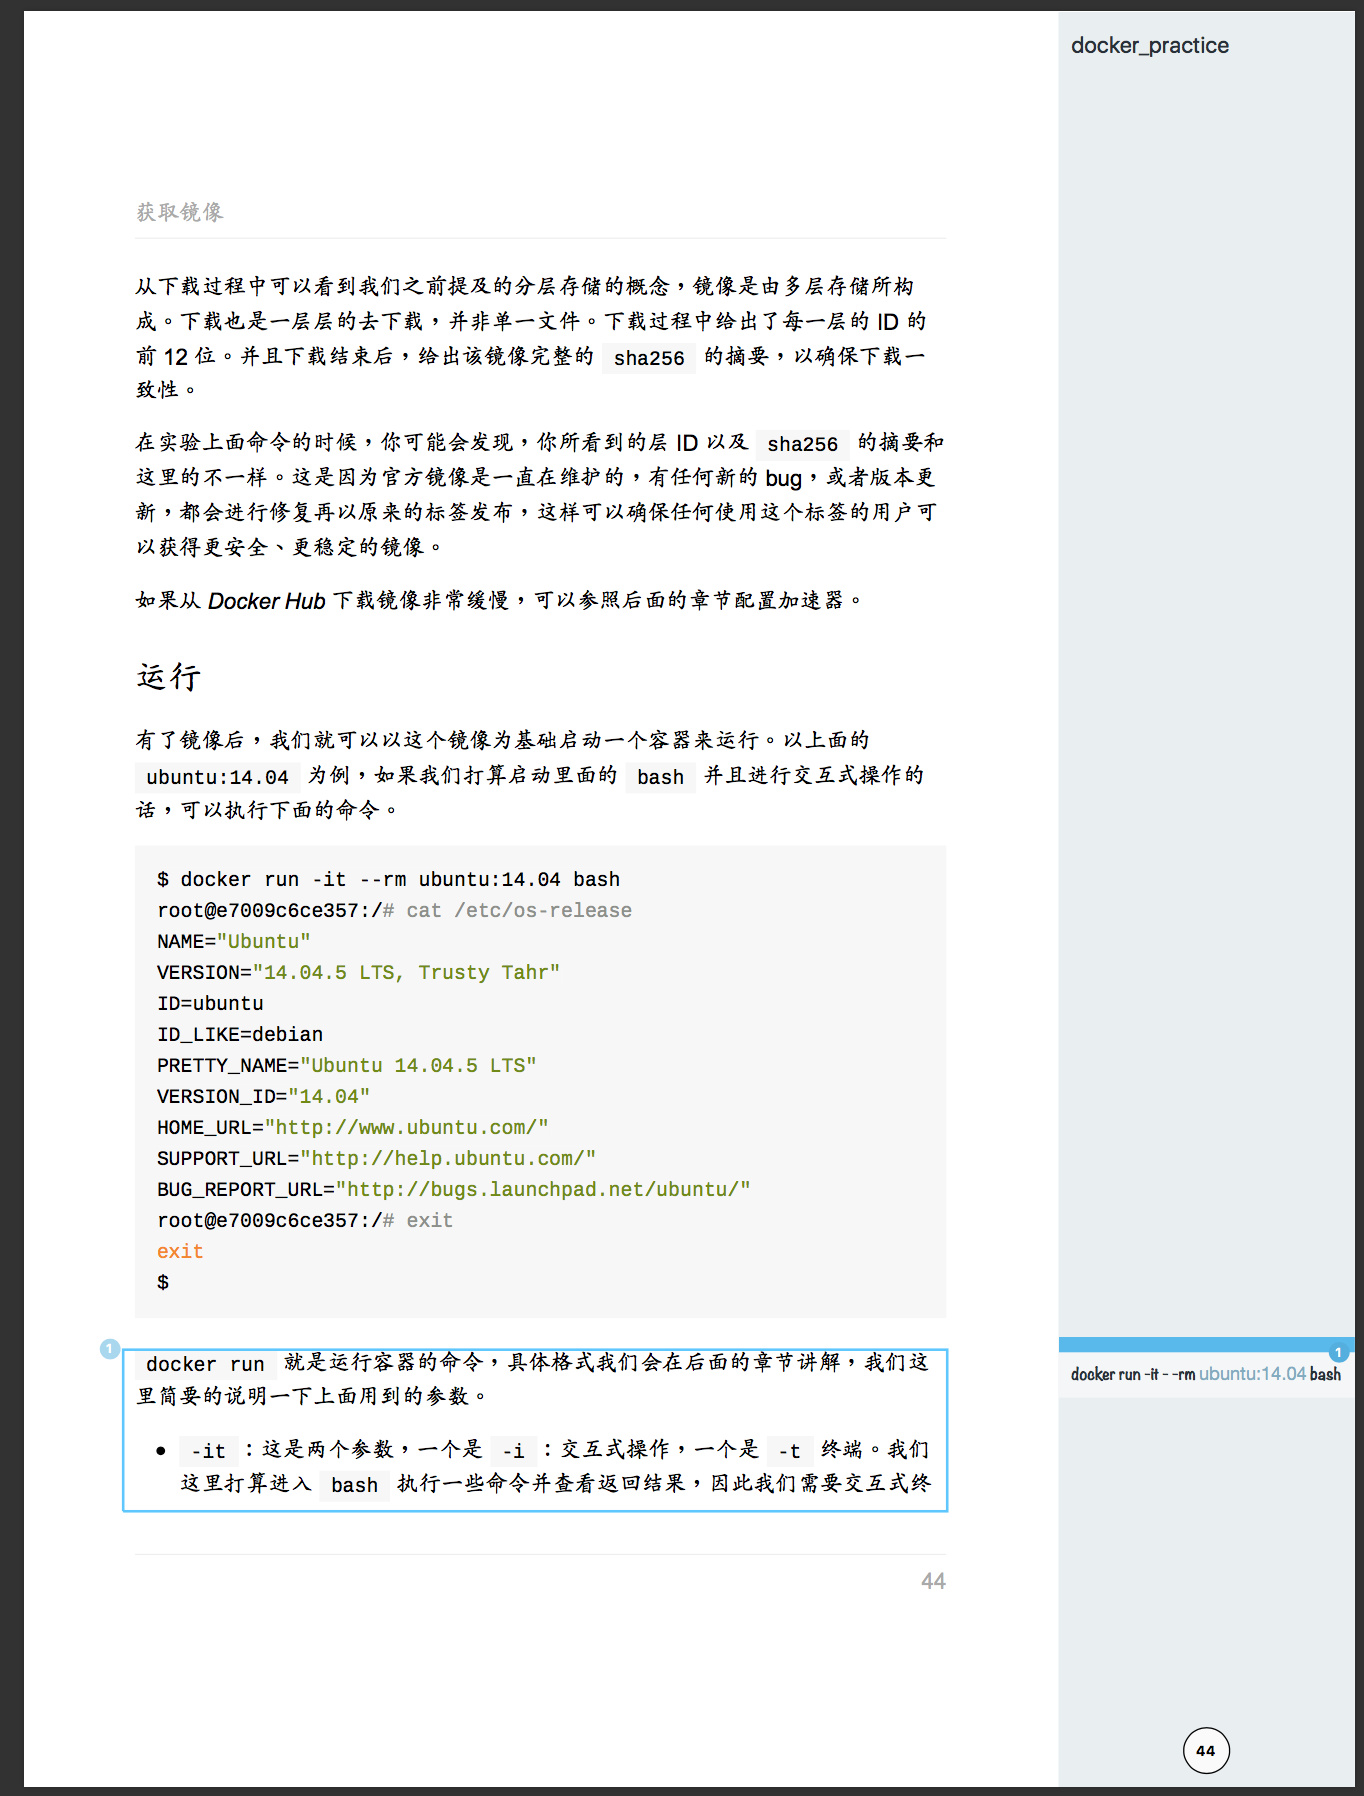 docker_practice
获取镜像
从下载过程中可以看到我们之前提及的分层存储的概念，镜像是由多层存储所构
成。下载也是一层层的去下载，并非单一文件。下载过程中给出了每一层的 ID 的
前 12 位。并且下载结束后，给出该镜像完整的 sha256 的摘要，以确保下载一
致性。
在实验上面命令的时候，你可能会发现，你所看到的层 ID 以及 sha256 的摘要和
这里的不一样。这是因为官方镜像是一直在维护的，有任何新的 bug，或者版本更
新，都会进行修复再以原来的标签发布，这样可以确保任何使用这个标签的用户可
以获得更安全、更稳定的镜像。
如果从 Docker Hub 下载镜像非常缓慢，可以参照后面的章节配置加速器。
运行
有了镜像后，我们就可以以这个镜像为基础启动一个容器来运行。以上面的
ubuntu:14.04 为例，如果我们打算启动里面的 bash 并且进行交互式操作的
话，可以执行下面的命令。
$ docker run -it --rm ubuntu:14.04 bash
root@e7009c6ce357:/# cat /etc/os-release
NAME="Ubuntu"
VERSION="14.04.5 LTS, Trusty Tahr"
ID=ubuntu
ID_LIKE=debian
PRETTY_NAME="Ubuntu 14.04.5 LTS"
VERSION_ID="14.04"
HOME_URL="http://www.ubuntu.com/"
SUPPORT_URL="http://help.ubuntu.com/"
BUG_REPORT_URL="http://bugs.launchpad.net/ubuntu/"
root@e7009c6ce357:/# exit
exit
$
1
docker run 就是运行容器的命令，具体格式我们会在后面的章节讲解，我们这
里简要的说明一下上面用到的参数。
● -it ：这是两个参数，一个是 -i ：交互式操作，一个是 -t 终端。我们
这里打算进入 bash 执行一些命令并查看返回结果，因此我们需要交互式终
1
docker run -it - -rm ubuntu:14.04 bash
44
44